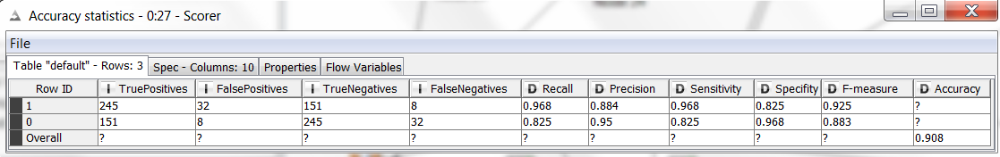 Accuracy statistics - 0:27 - Scorer
File
Table "default" - Rows: 3 Spec - Columns: 10 Properties Flow Variables
Row ID I TruePositives I FalsePositives I TrueNegatives I FalseNegatives D Recall D Precision D Sensitivity D Specifity D F-measure D Accuracy
1 245 32 151 8 0.968 0.884 0.968 0.825 0.925 ?
0 151 8 245 32 0.825 0.95 0.825 0.968 0.883 ?
Overall ? ? ? ? ? ? ? ? ? 0.908